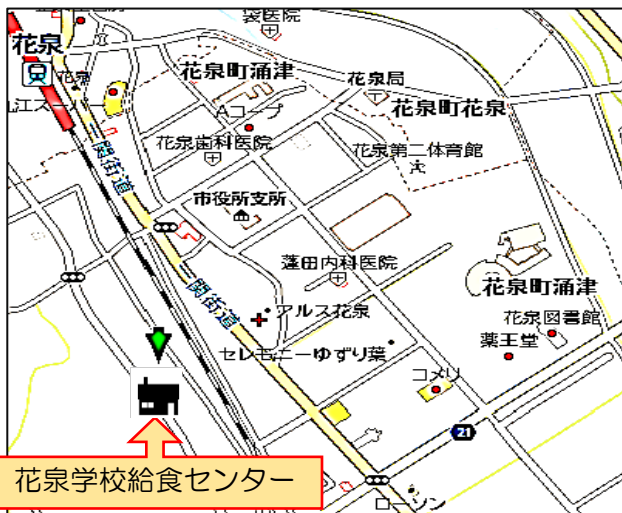 袋医院
花泉
花泉
花泉町涌津
花泉局
Aコープ
花泉町花泉
花泉歯科医院
花泉第二体育館
一関街道
市役所支所
蓮田内科医院
花泉町涌津
一関街道
アルス花泉
花泉図書館
セレモニーゆずり葉
薬王堂
コメリ
21
花泉学校給食センター
ローソン